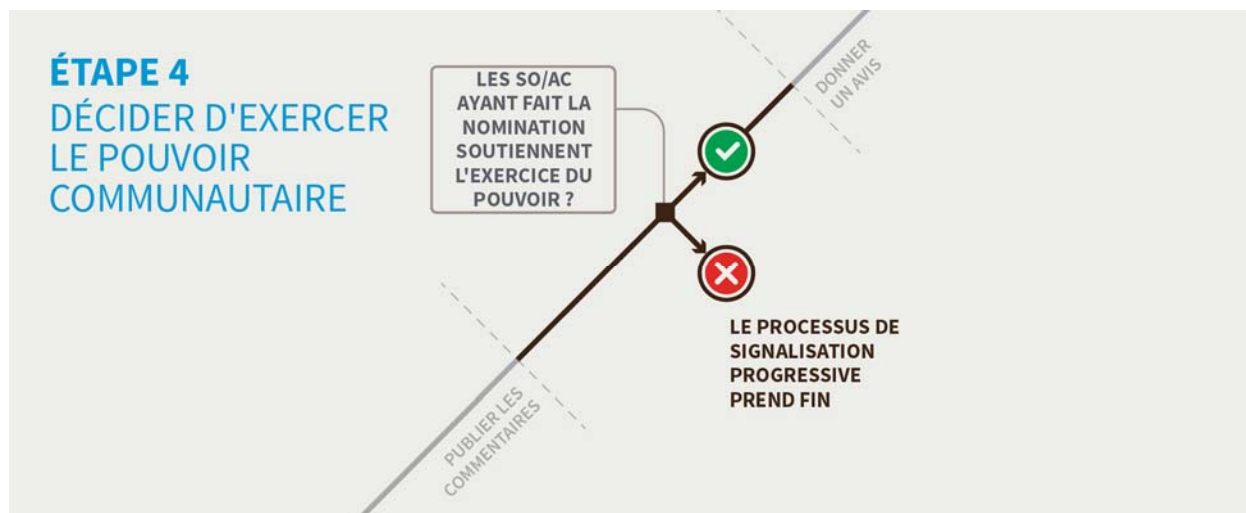 ÉTAPE 4
DÉCIDER D'EXERCER
LE POUVOIR
COMMUNAUTAIRE
LES SO/AC
AYANT FAIT LA
NOMINATION
SOUTIENNENT
L'EXERCICE DU
POUVOIR ?
DONNER
UN AVIS
LE PROCESSUS DE
SIGNALISATION
PROGRESSIVE
PREND FIN
PUBLIER LES
COMMENTAIRES